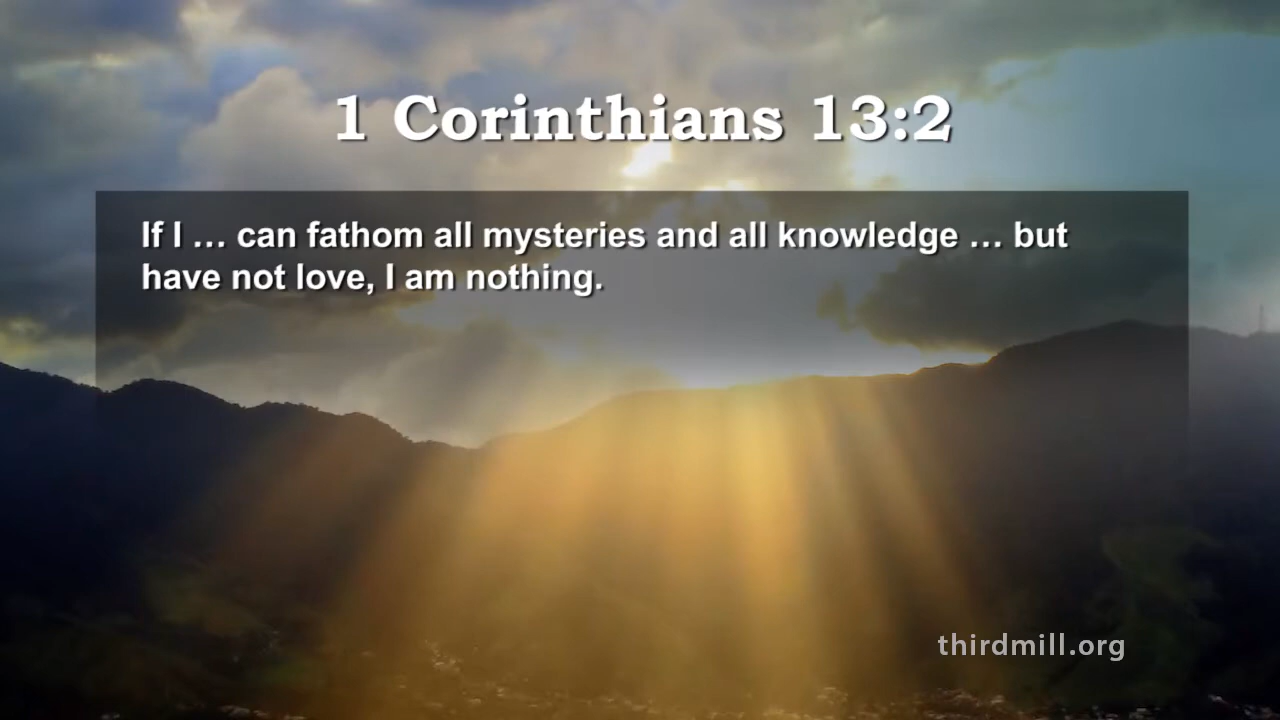 1 Corinthians 13:2
If I … can fathom all mysteries and all knowledge … but
have not love, I am nothing.
thirdmill.org